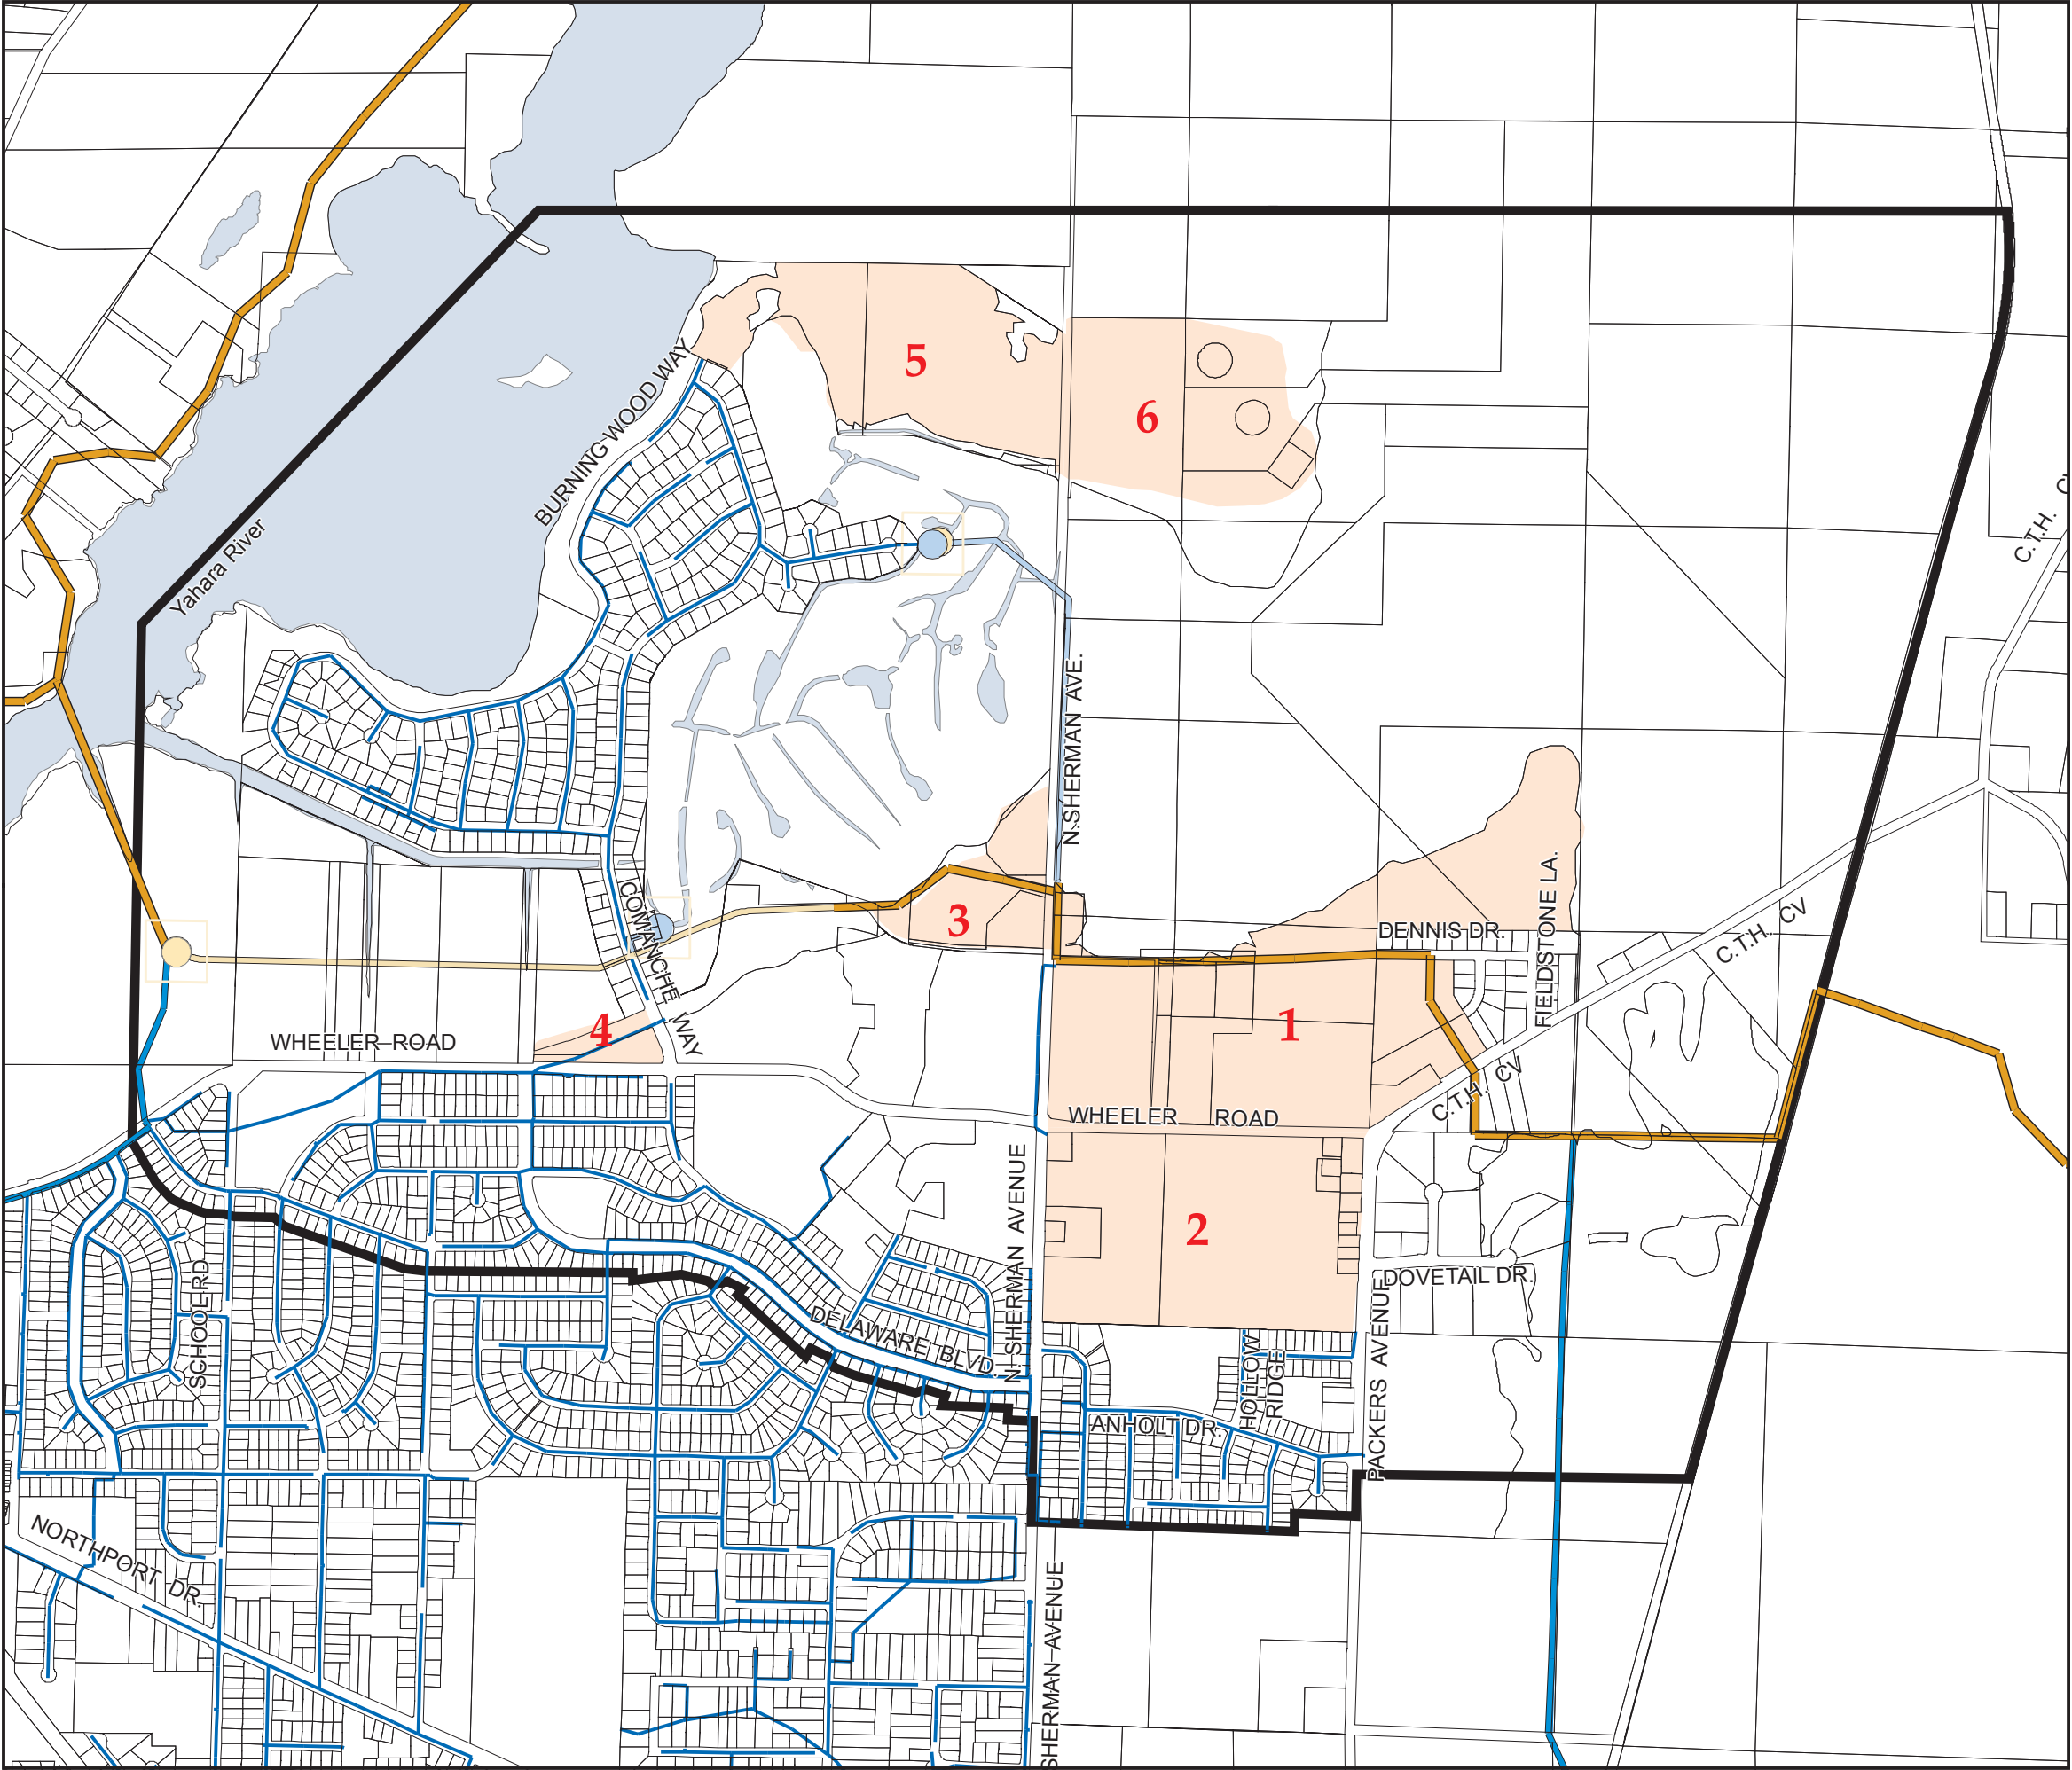 5
6
BURNING WOOD WAY
C.T.H. C
Yahara River
N.SHERMAN AVE.
3
COMANCHE WAY
DENNIS DR.
FIELDSTONE LA.
C.T.H. CV
4
WHEELER ROAD
1
C.T.H. CV
WHEELER ROAD
2
N. SHERMAN AVENUE
SCHOOL RD
DELAWARE BLVD.
DOVETAIL DR.
HOLLOW
RIDGE
ANHOLT DR.
PACKERS AVENUE
NORTHPORT DR.
SHERMAN AVENUE